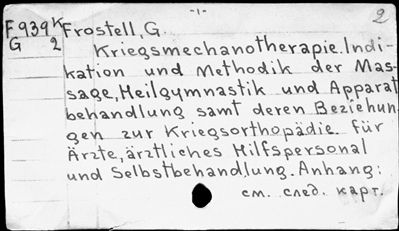 -1-
2
F 939 K Frostell, G.
G 2
Kriegsmechanotherapie. Indi-
kation und Methodik der Mas-
sage, Heilgymnastik und Apparat
behandlung samt deren Beziehun-
gen zur Kriegsorthopädie. Für
Ärzte, ärztliches Hilfspersonal
und Selbstbehandlung. Anhang:
см. след. карт.